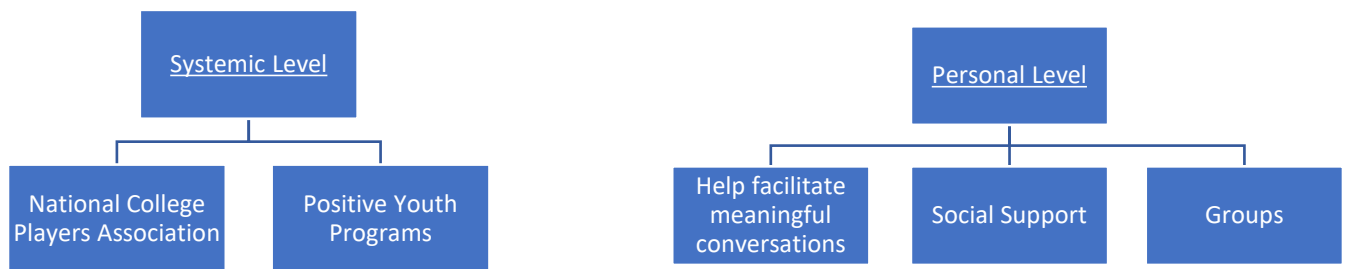 Systemic Level
National College
Players Association
Positive Youth
Programs
Personal Level
Help facilitate
meaningful
conversations
Social Support
Groups